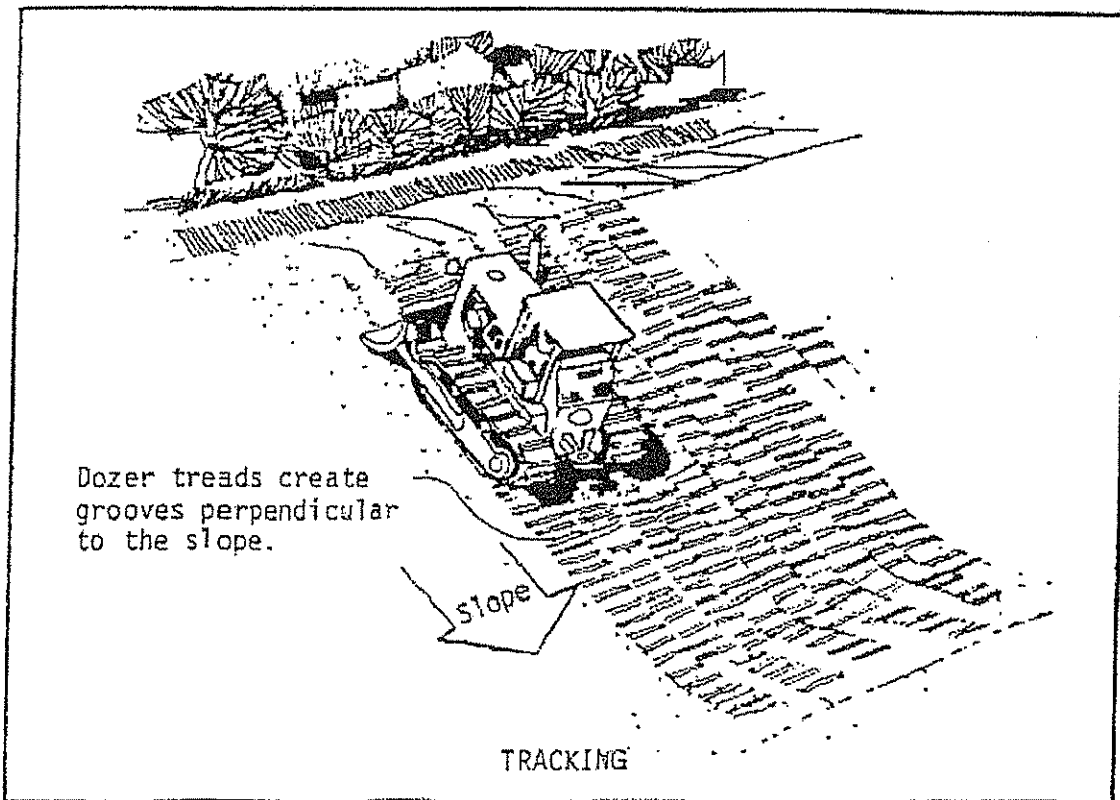 Dozer treads create
grooves perpendicular
to the slope.
slope
TRACKING